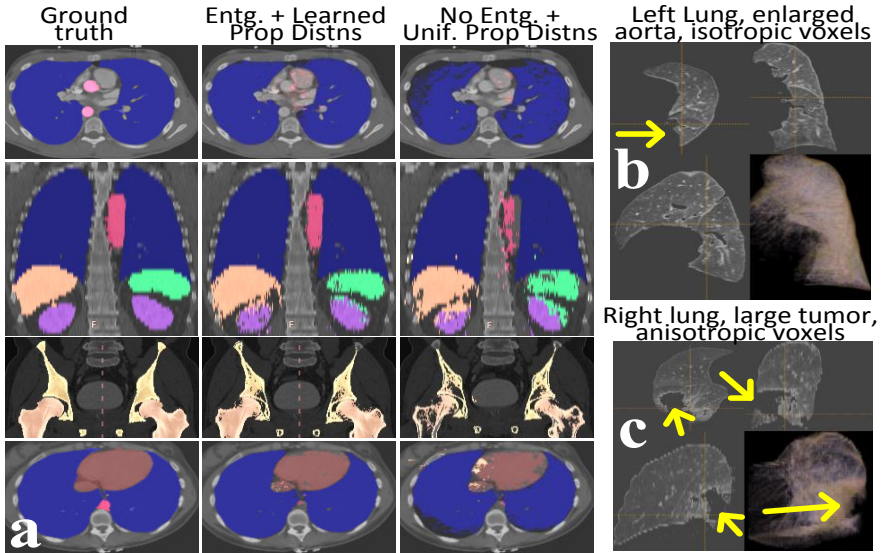 Ground
truth
Entg. + Learned
Prop Distns
No Entg. +
Unif. Prop Distns
Left Lung, enlarged
aorta, isotropic voxels
b
F
F
Right lung, large tumor,
anisotropic voxels
c
a